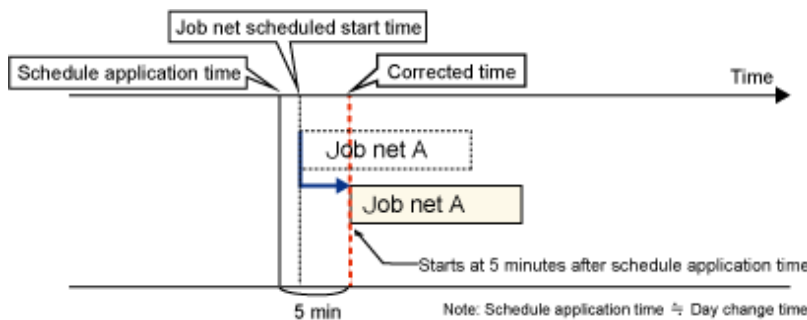 Job net scheduled start time
Schedule application time
Corrected time
Time
Job net A
Job net A
Starts at 5 minutes after schedule application time
5 min
Note: Schedule application time ≒ Day change time